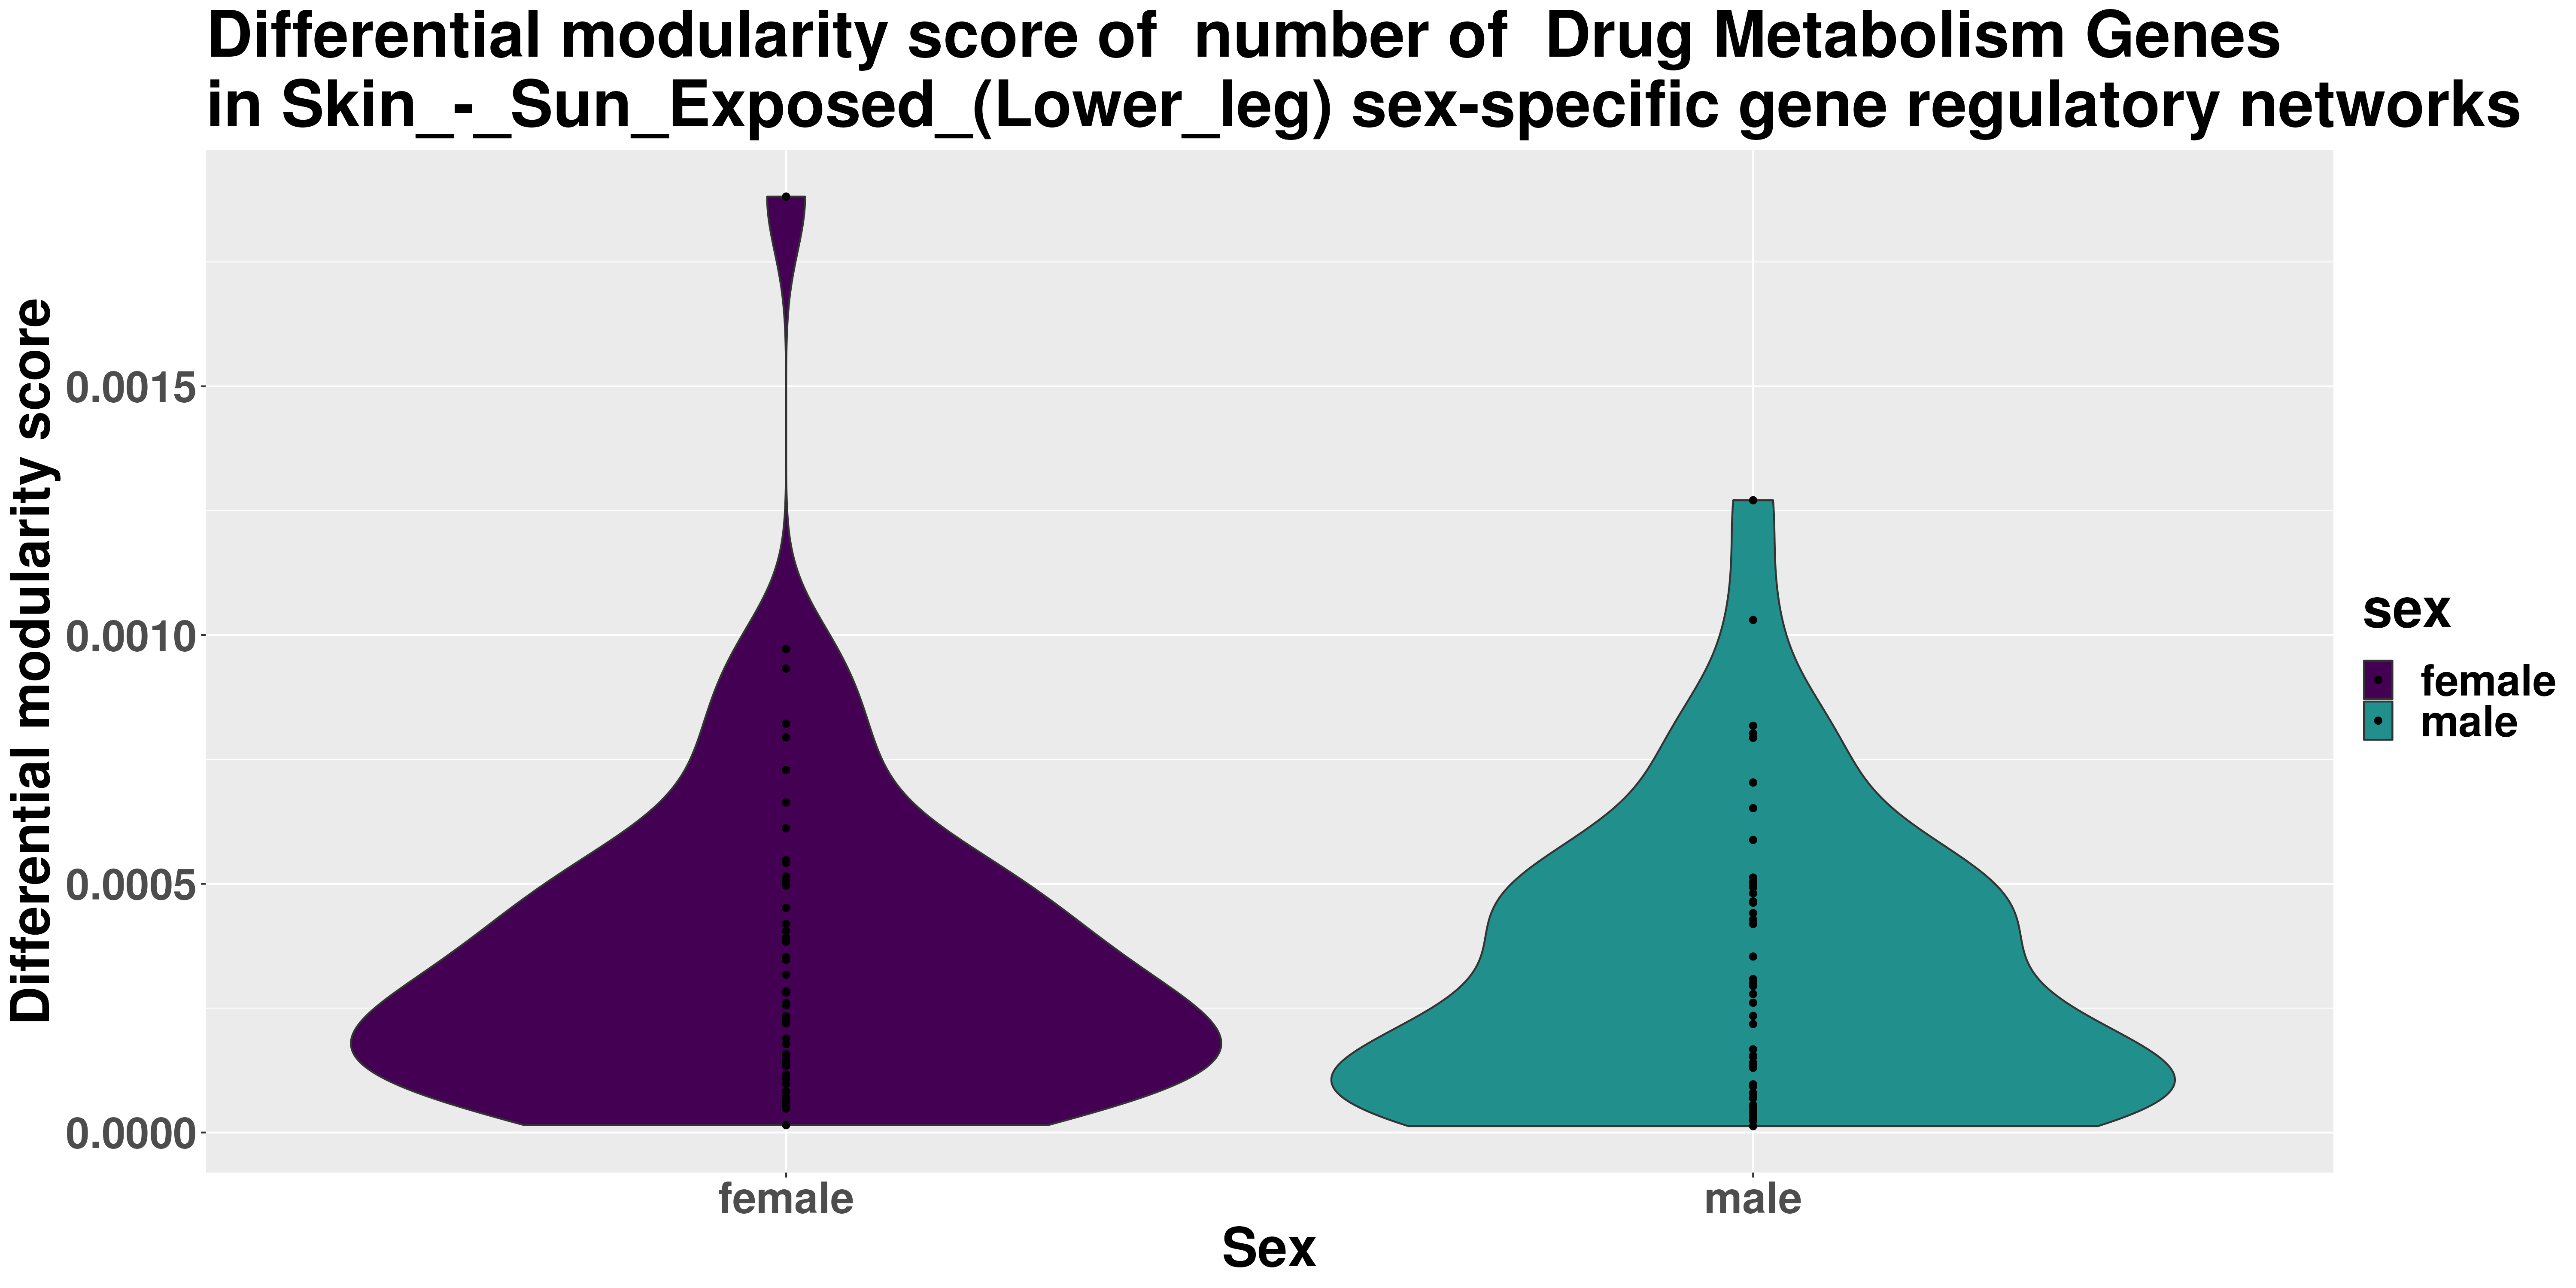 Differential modularity score of  number of  Drug Metabolism Genes
in Skin_-_Sun_Exposed_(Lower_leg) sex-specific gene regulatory networks
Differential modularity score
0.0015
0.0010
0.0005
0.0000
female
male
Sex
sex
female
male